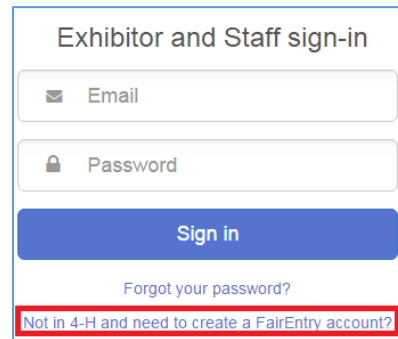 Exhibitor and Staff sign-in
Email
Password
Sign in
Forgot your password?
Not in 4-H and need to create a FairEntry account?